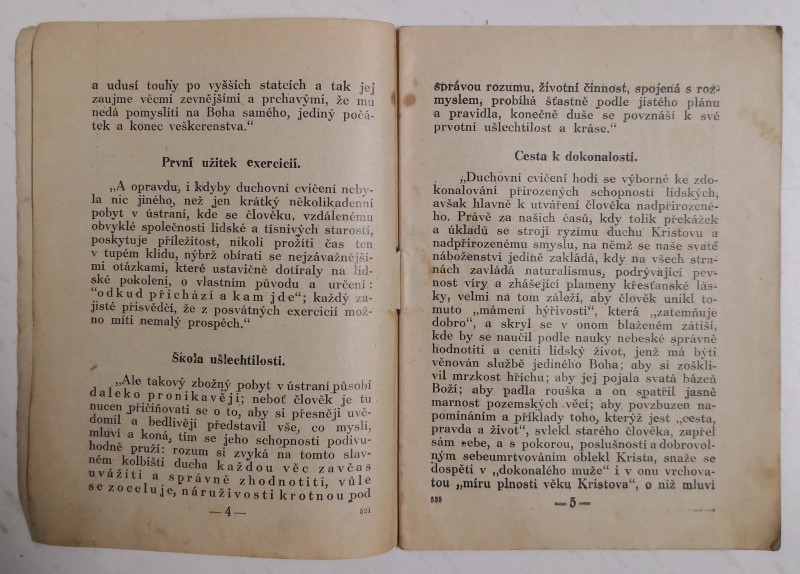 a udusí touhy po vyšších statcích a tak jej
zaujme věcmi zevnějšími a prchavými, že mu
nedá pomysliti na Boha samého, jediný počá-
tek a konec veškerenstva."
První užitek exercicií.
„A opravdu, i kdyby duchovní cvičení neby-
la nic jiného, než jen krátký několikadenní
pobyt v ústraní, kde se člověku, vzdálenému
obvyklé společnosti lidské a tísnivých starostí,
poskytuje příležitost, nikoli prožíti čas ten
v tupém klidu, nýbrž obírati se nejzávažnější-
mi otázkami, které ustavičně dotíraly na lid-
ské pokolení, o vlastním původu a určení:
"odkud přichází a kam jde"; každý za-
jisté přisvědčí, že z posvátných exercicií mož-
no míti nemalý prospěch."
Škola ušlechtilosti.
„Ale takový zbožný pobyt v ústraní působí
daleko pronikavěji; neboť člověk je tu
nucen přičiňovati se o to, aby si přesněji uvě-
domil a bedlivěji představil vše, co myslí,
mluví a koná, tím se jeho schopnosti podivu-
hodně pruží: rozum si zvyká na tomto slav-
ném kolbišti ducha každou věc zavčas
uvážiti a správně zhodnotiti, vůle
se zoceluje, náruživosti krotnou pod
— 4 —
524
správou rozumu, životní činnost, spojená s roz-
myslem, probíhá šťastně podle jistého plánu
a pravidla, konečně duše se povznáší k své
prvotní ušlechtilosti a kráse."
Cesta k dokonalosti.
„Duchovní cvičení hodí se výborně ke zdo-
konalování přirozených schopností lidských,
avšak hlavně k utváření člověka nadpřirozené-
ho. Právě za našich časů, kdy tolik překážek
a úkladů se strojí ryzímu duchu Kristovu a
nadpřirozenému smyslu, na němž se naše svaté
náboženství jedině zakládá, kdy na všech stra-
nách zavládá naturalismus, podrývající pev-
nost víry a zhášející plameny křesťanské lás-
ky, velmi na tom záleží, aby člověk unikl to-
muto „mámení hýřivosti", která „zatemňuje
dobro", a skryl se v onom blaženém zátiší,
kde by se naučil podle nauky nebeské správně
hodnotiti a ceniti lidský život, jenž má býti
věnován službě jediného Boha; aby si zoškli-
vil mrzkost hříchu; aby jej pojala svatá bázeň
Boží; aby padla rouška a on spatřil jasně
marnost pozemských věcí; aby povzbuzen na-
pomínáním a příklady toho, kterýž jest „cesta,
pravda a život", svlekl starého člověka, zapřel
sám sebe, a s pokorou, poslušností a dobrovol-
ným sebeumrtvováním oblekl Krista, snaže se
dospěti v „dokonalého muže" i v onu vrchova-
tou „míru plnosti věku Kristova", o níž mluví
525
— 5 —